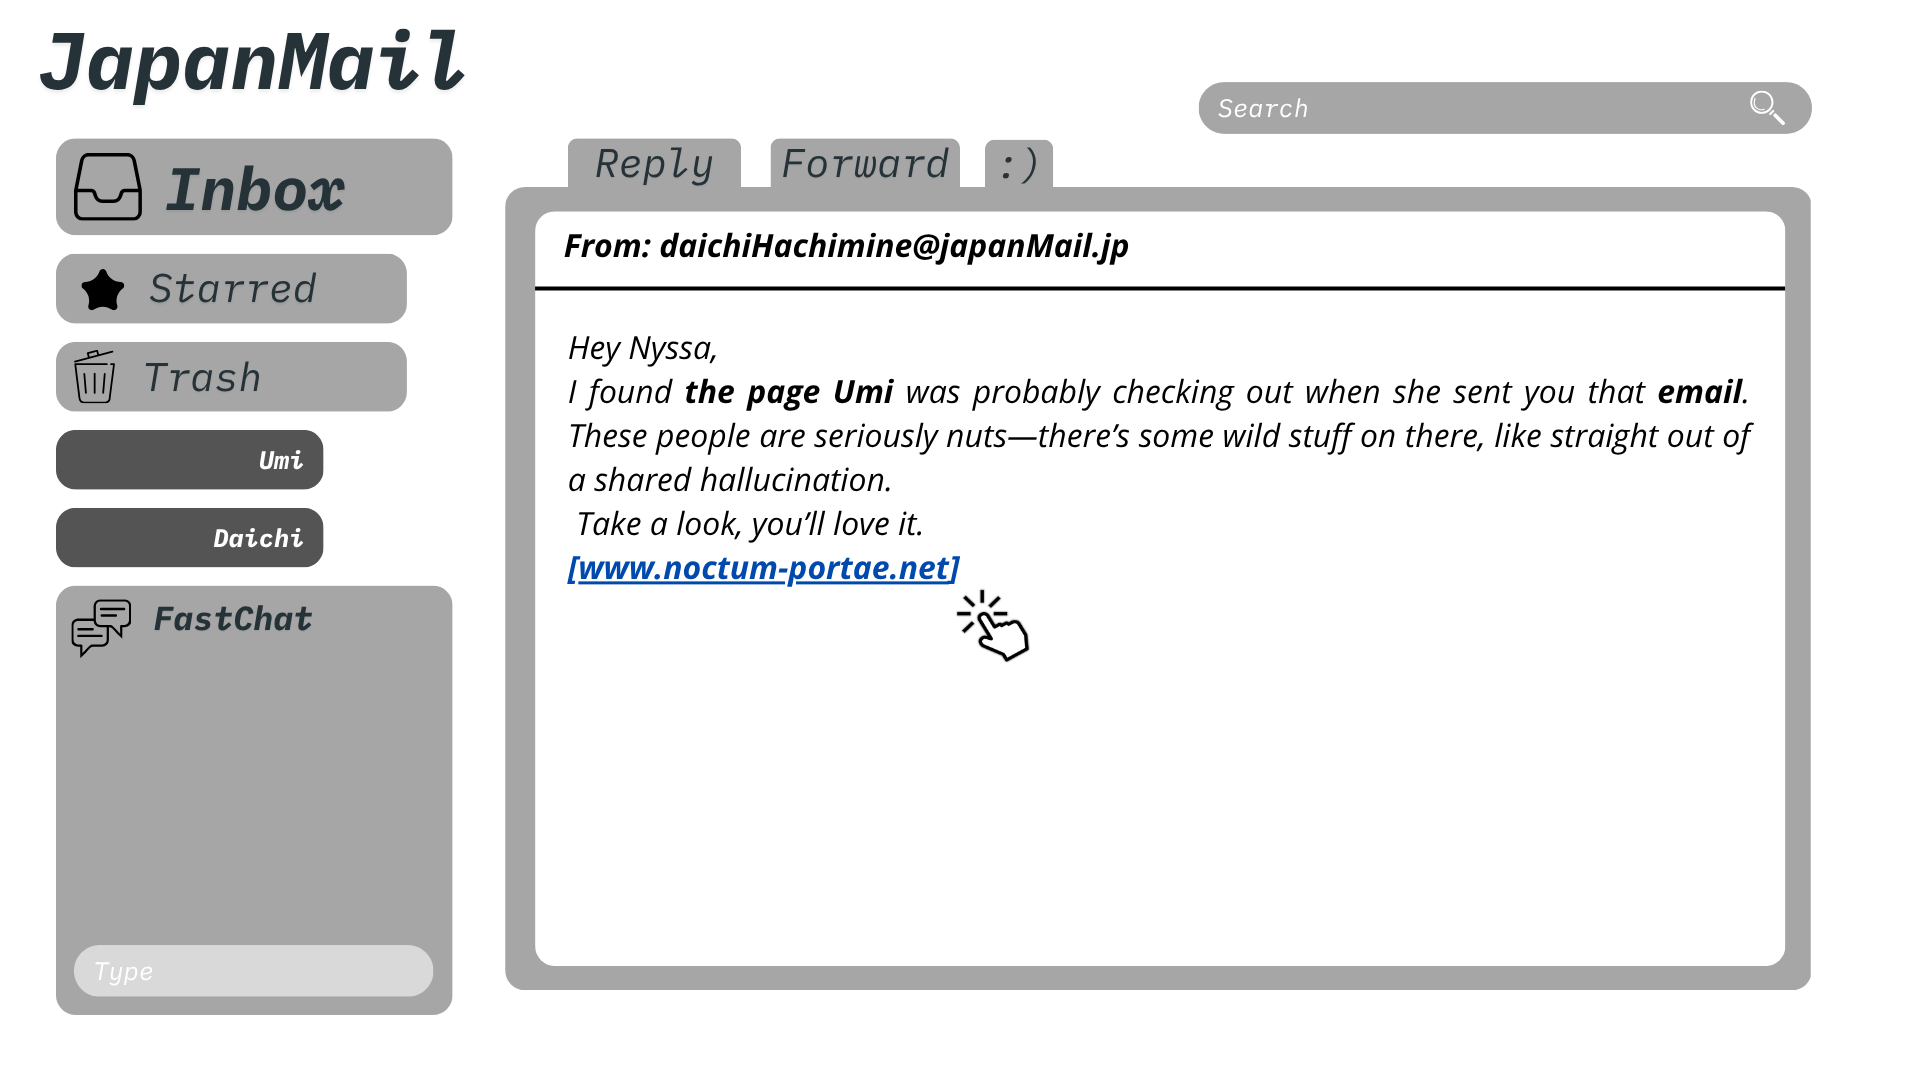 JapanMail
Search
Inbox
Reply
Forward
:)
Starred
Trash
Umi
Daichi
FastChat
Type
From: daichiHachimine@japanMail.jp
Hey Nyssa,
I found the page Umi was probably checking out when she sent you that email.
These people are seriously nuts—there’s some wild stuff on there, like straight out of
a shared hallucination.
Take a look, you’ll love it.
[www.noctum-portae.net]